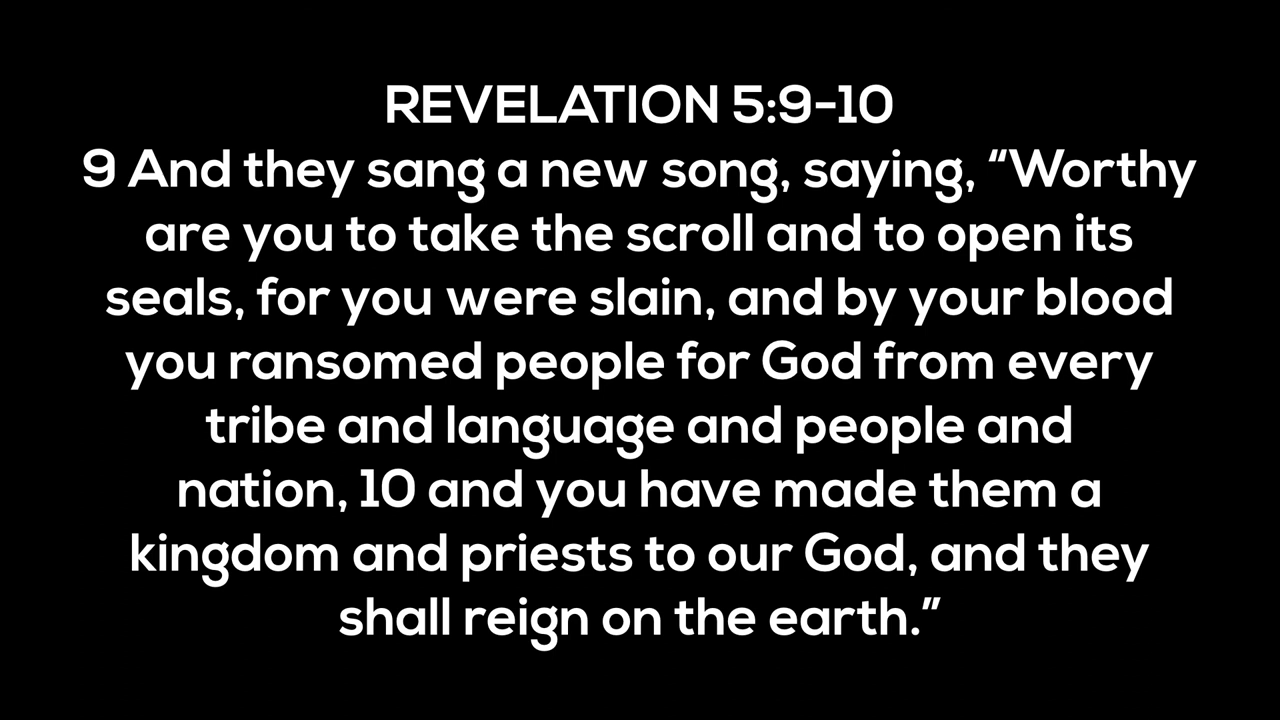 REVELATION 5:9-10
9 And they sang a new song, saying, “Worthy
are you to take the scroll and to open its
seals, for you were slain, and by your blood
you ransomed people for God from every
tribe and language and people and
nation, 10 and you have made them a
kingdom and priests to our God, and they
shall reign on the earth.”